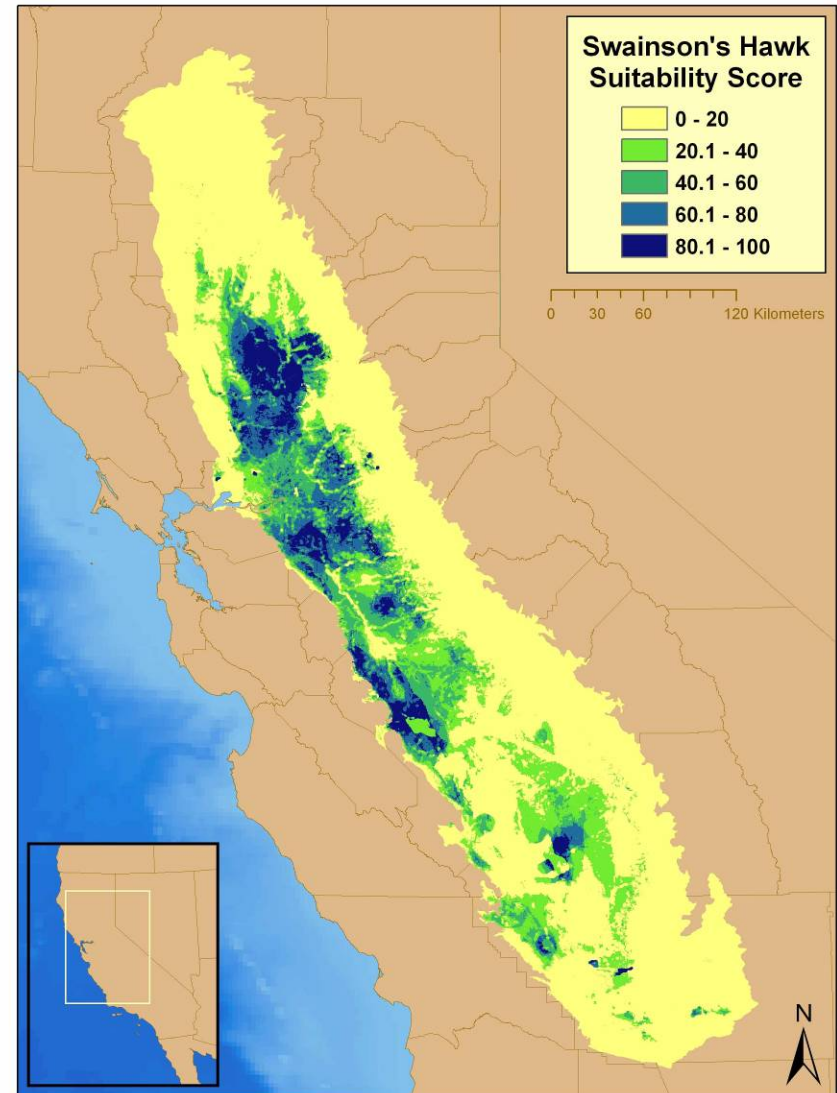 Swainson's Hawk
Suitability Score
0 - 20
20.1 - 40
40.1 - 60
60.1 - 80
80.1 - 100
0 30 60 120 Kilometers
N